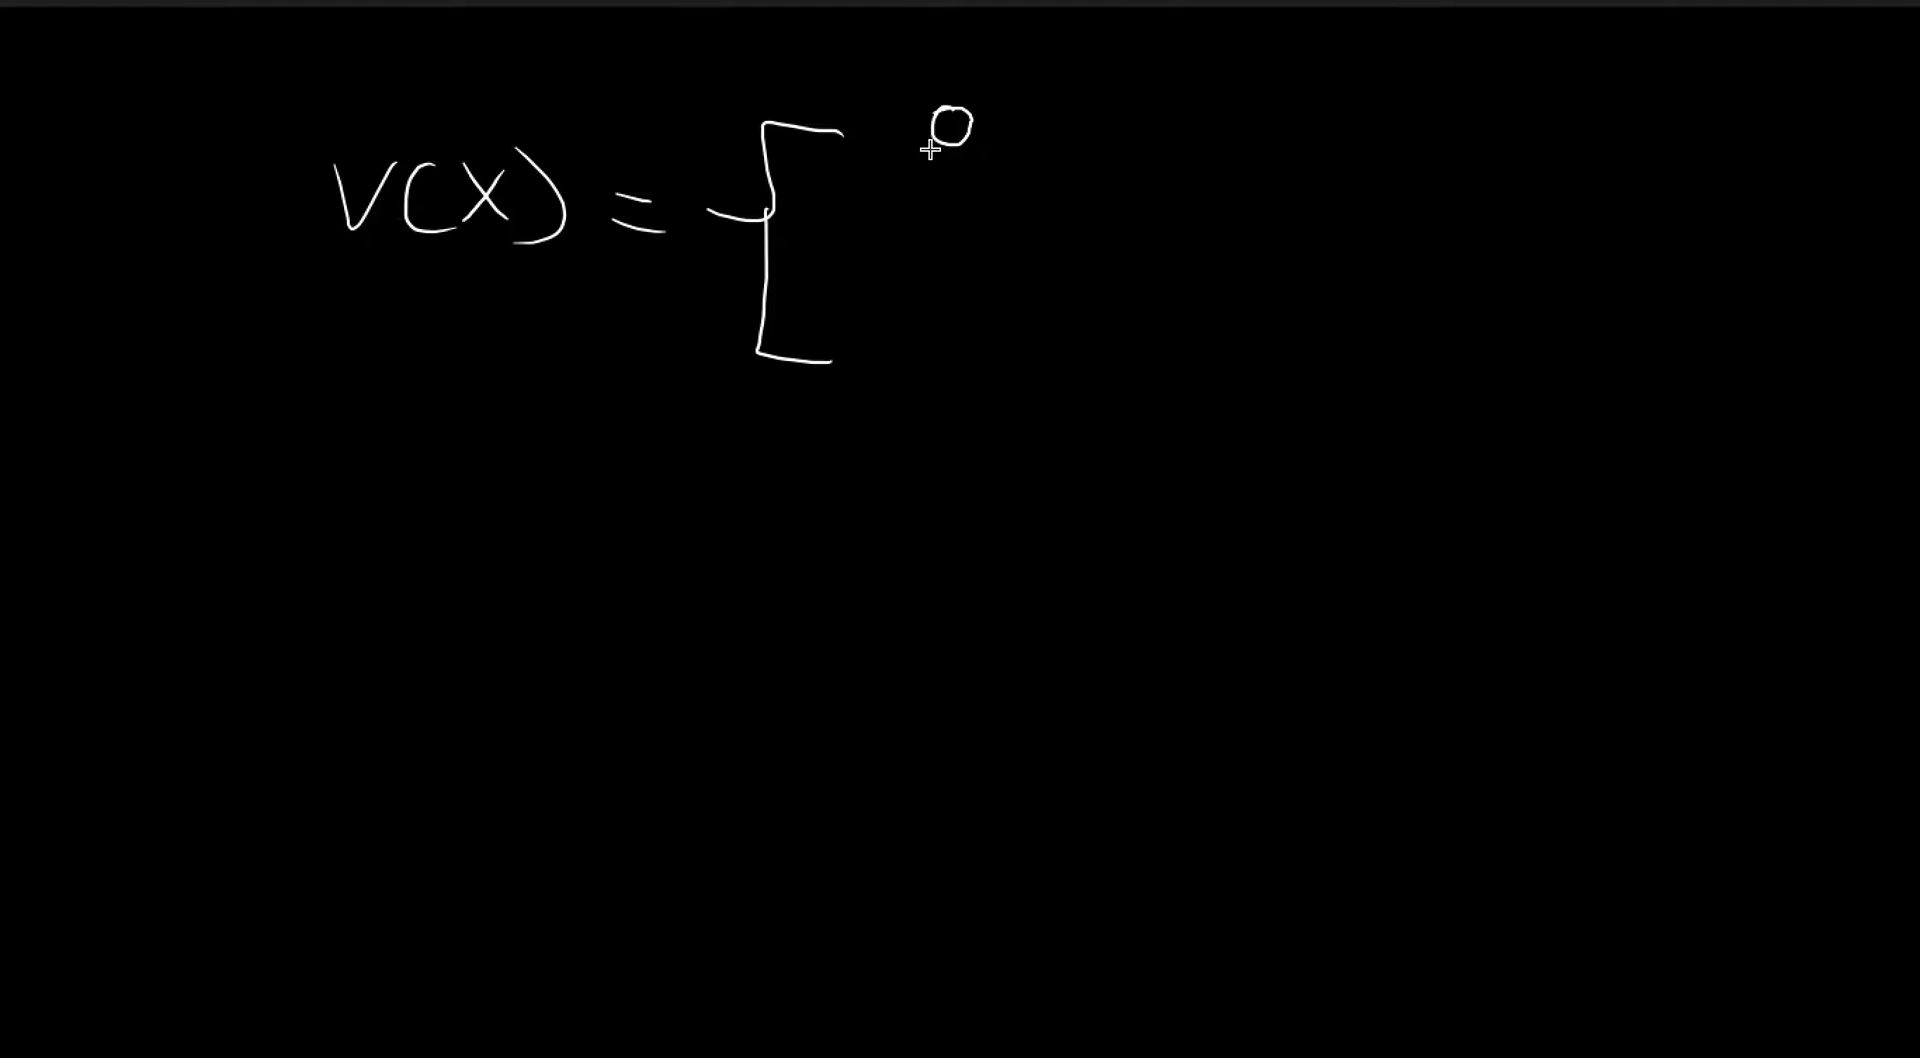 V(X) = { 0